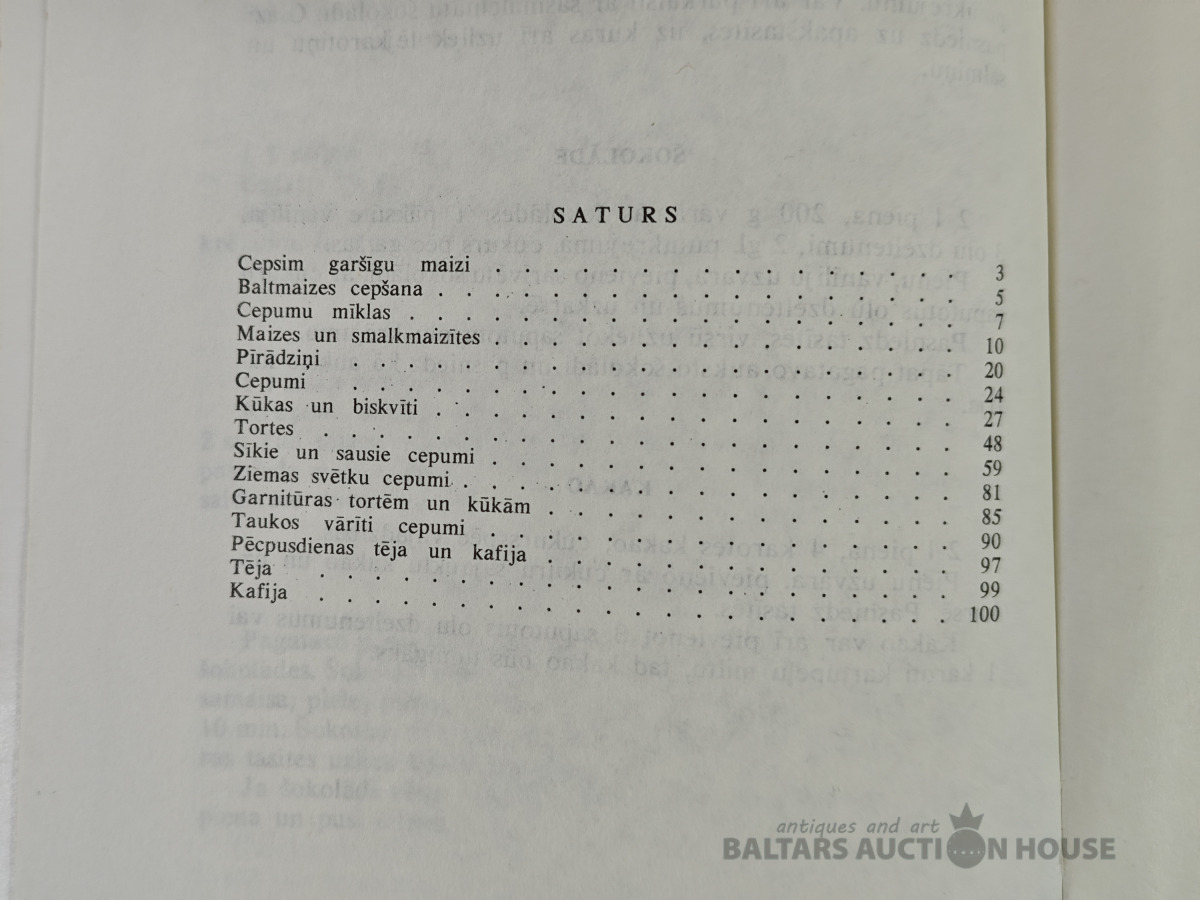 SATURS
Cepsim garšīgu maizi . . . . . . . . . . . . 3
Baltmaizes cepšana . . . . . . . . . . . . . 5
Cepumu mīklas . . . . . . . . . . . . . . 7
Maizes un smalkmaizītes . . . . . . . . . . . 10
Pīrādziņi . . . . . . . . . . . . . . . 20
Cepumi . . . . . . . . . . . . . . . . 24
Kūkas un biskvīti . . . . . . . . . . . . . 27
Tortes . . . . . . . . . . . . . . . . 48
Sīkie un sausie cepumi . . . . . . . . . . . . 59
Ziemas svētku cepumi . . . . . . . . . . . . 81
Garnitūras tortēm un kūkām . . . . . . . . . . 85
Taukos vārīti cepumi . . . . . . . . . . . . 90
Pēcpusdienas tēja un kafija . . . . . . . . . . . 97
Tēja . . . . . . . . . . . . . . . . . 99
Kafija . . . . . . . . . . . . . . . . 100
antiques and art
BALTARS AUCTION HOUSE